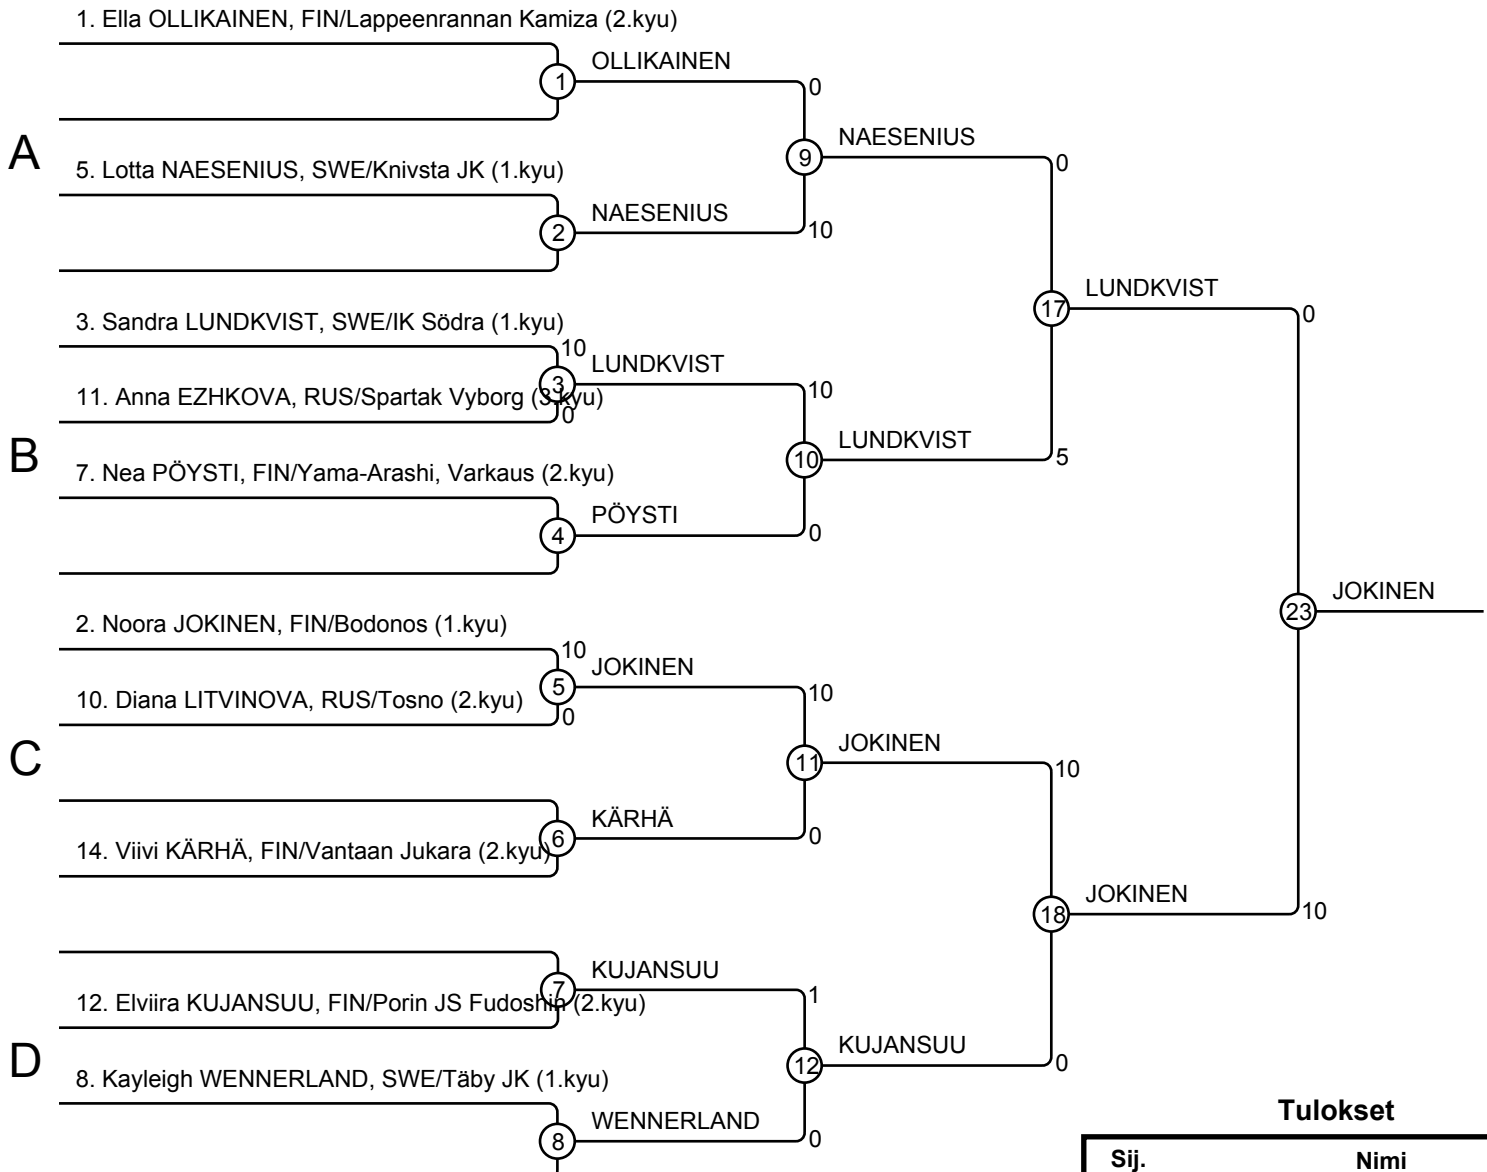 1. Ella OLLIKAINEN, FIN/Lappeenrannan Kamiza (2.kyu)
1
OLLIKAINEN
0
A
9
NAESENIUS
0
5. Lotta NAESENIUS, SWE/Knivsta JK (1.kyu)
2
NAESENIUS
10
17
LUNDKVIST
0
3. Sandra LUNDKVIST, SWE/IK Södra (1.kyu)
10
3
LUNDKVIST
10
11. Anna EZHKOVA, RUS/Spartak Vyborg (3.kyu)
0
B
10
LUNDKVIST
5
7. Nea PÖYSTI, FIN/Yama-Arashi, Varkaus (2.kyu)
4
PÖYSTI
0
23
JOKINEN
2. Noora JOKINEN, FIN/Bodonos (1.kyu)
10
5
JOKINEN
10
10. Diana LITVINOVA, RUS/Tosno (2.kyu)
0
C
11
JOKINEN
10
6
KÄRHÄ
0
14. Viivi KÄRHÄ, FIN/Vantaan Jukara (2.kyu)
18
JOKINEN
10
7
KUJANSUU
1
12. Elviira KUJANSUU, FIN/Porin JS Fudoshin (2.kyu)
D
12
KUJANSUU
0
8. Kayleigh WENNERLAND, SWE/Täby JK (1.kyu)
8
WENNERLAND
0
Tulokset
Sij. Nimi